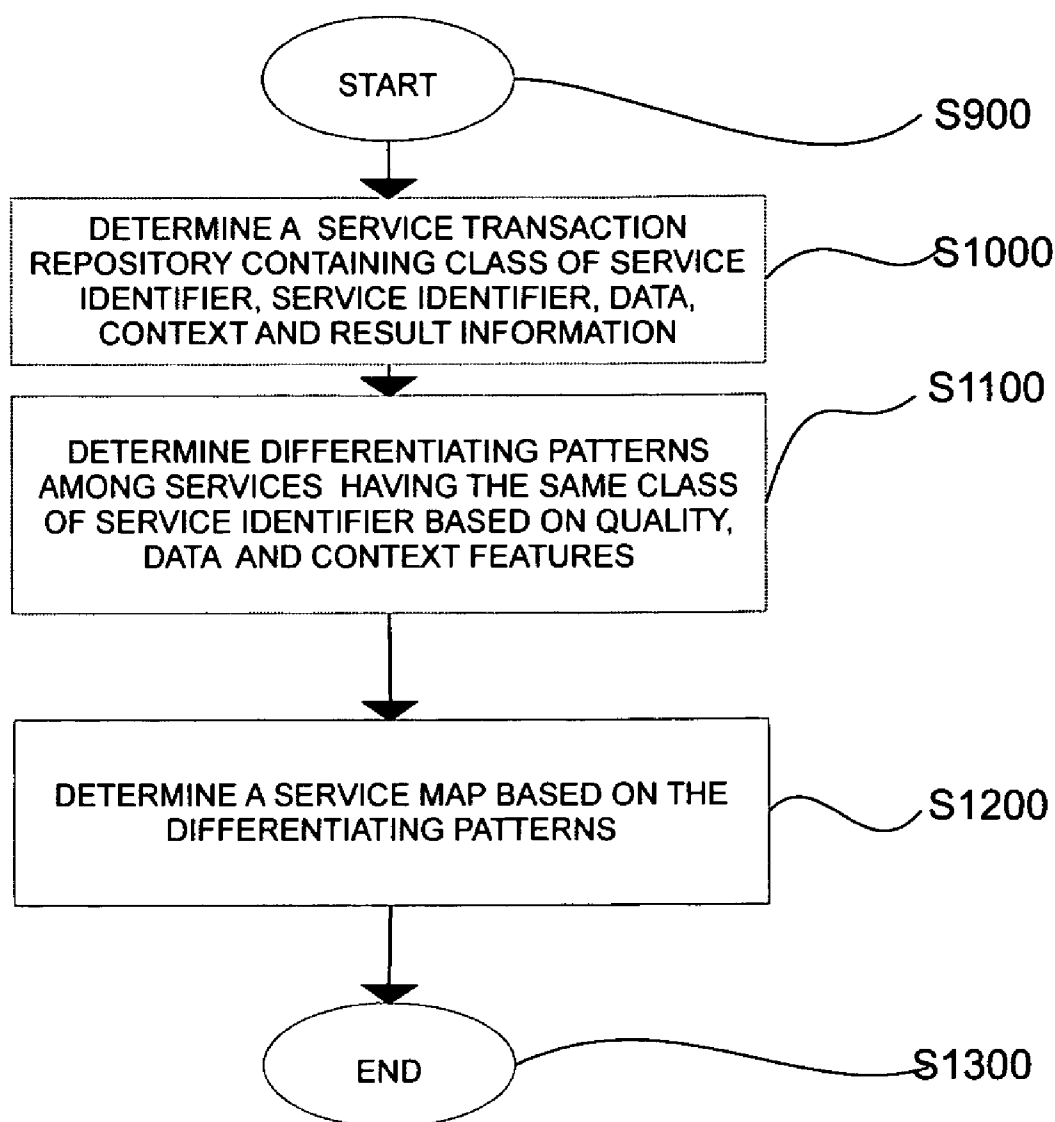 START
S900
DETERMINE A SERVICE TRANSACTION
REPOSITORY CONTAINING CLASS OF SERVICE
IDENTIFIER, SERVICE IDENTIFIER, DATA,
CONTEXT AND RESULT INFORMATION
S1000
DETERMINE DIFFERENTIATING PATTERNS
AMONG SERVICES HAVING THE SAME CLASS
OF SERVICE IDENTIFIER BASED ON QUALITY,
DATA AND CONTEXT FEATURES
S1100
DETERMINE A SERVICE MAP BASED ON THE
DIFFERENTIATING PATTERNS
S1200
END
S1300